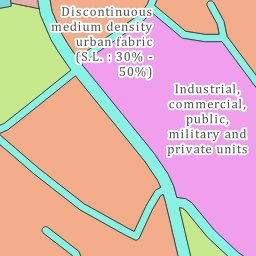 Discontinuous
medium density
urban fabric
(S.L. : 30% -
50%)
Industrial,
commercial,
public,
military and
private units